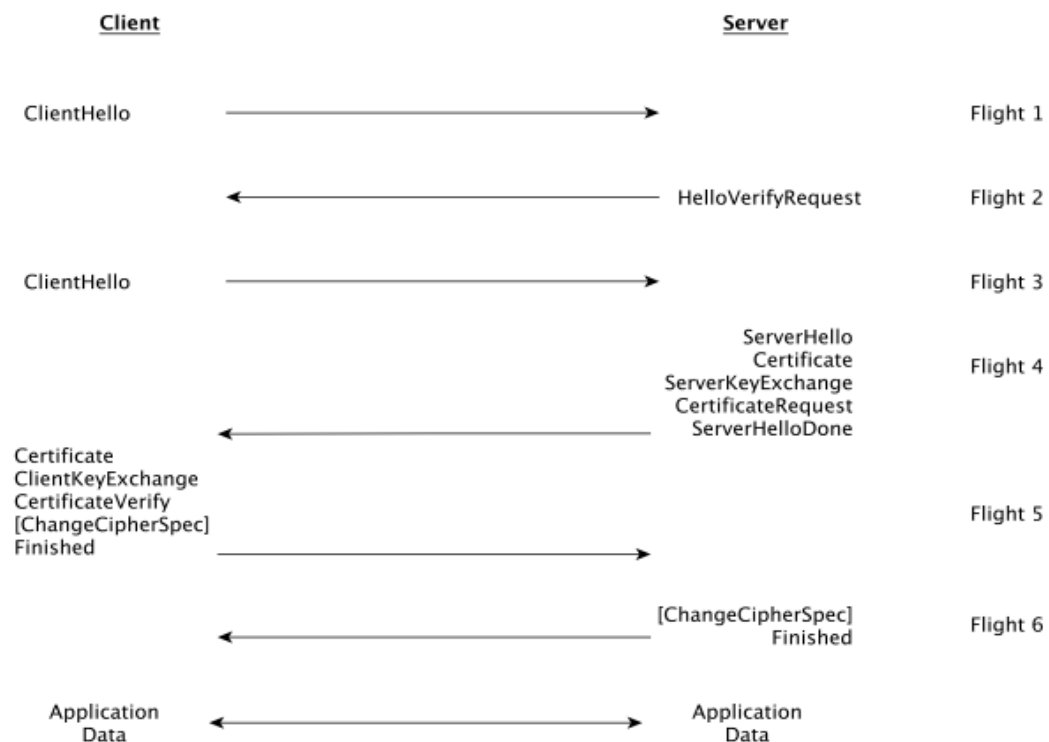 Client Server
ClientHello Flight 1
HelloVerifyRequest Flight 2
ClientHello Flight 3
ServerHello
Certificate Flight 4
ServerKeyExchange
CertificateRequest
ServerHelloDone
Certificate
ClientKeyExchange
CertificateVerify
[ChangeCipherSpec] Flight 5
Finished
[ChangeCipherSpec] Flight 6
Finished
Application Application
Data Data